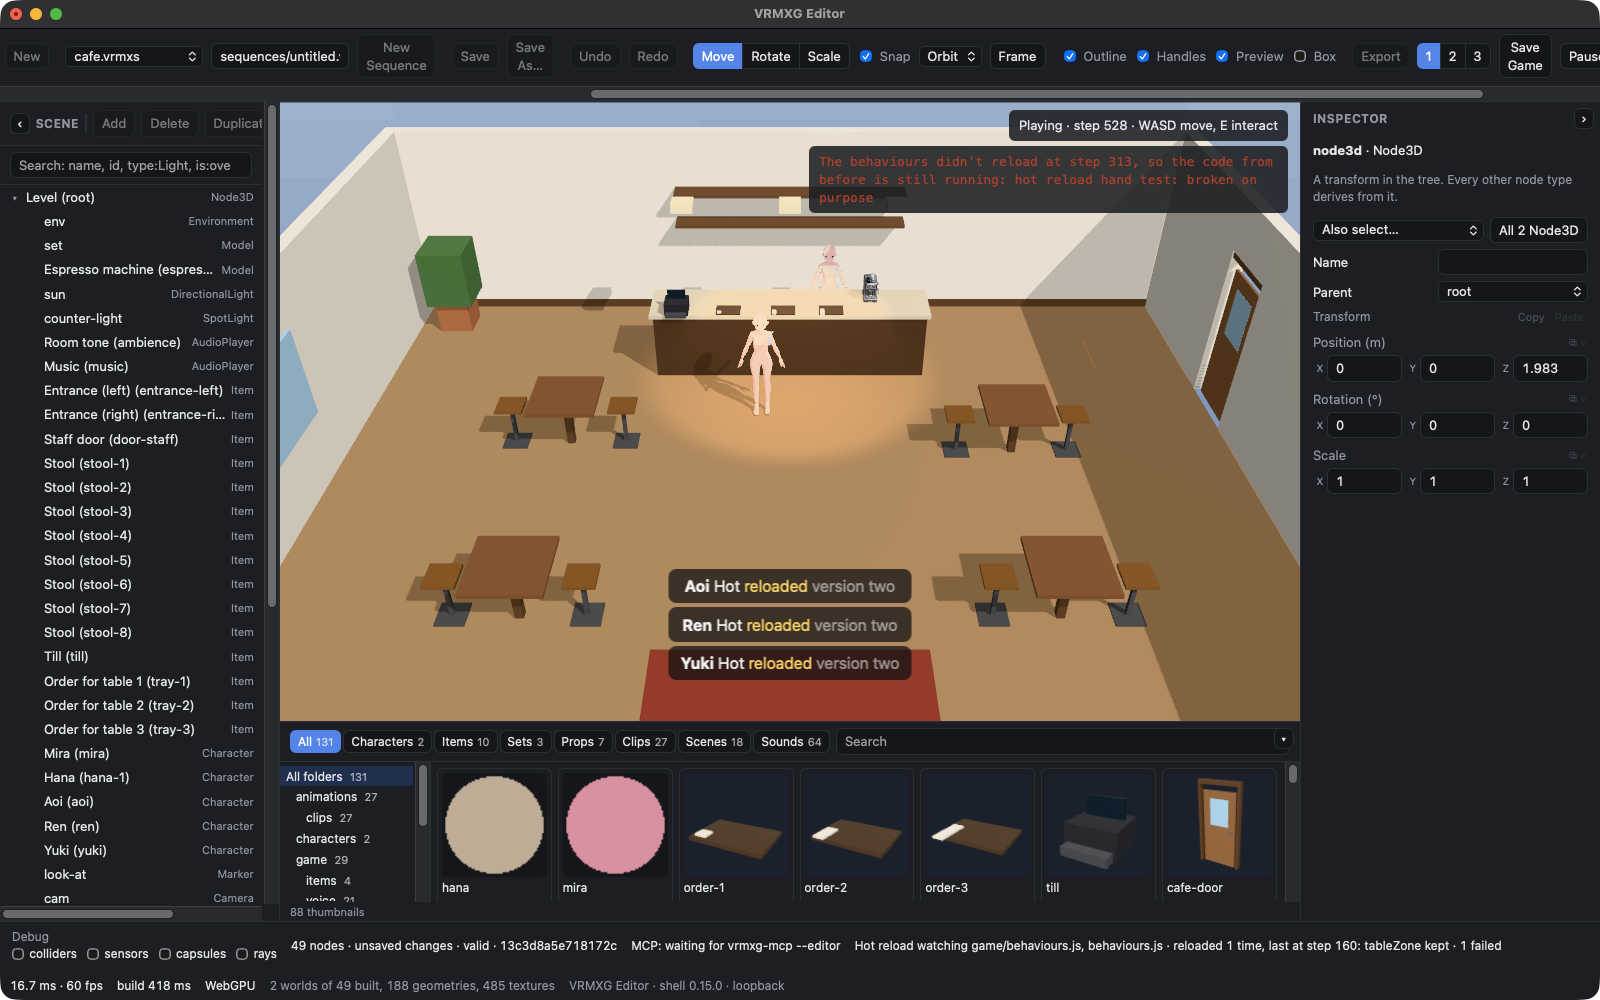 VRMXG Editor
New
cafe.vrmxs
sequences/untitled.
New Sequence
Save
Save As...
Undo
Redo
Move
Rotate
Scale
Snap
Orbit
Frame
Outline
Handles
Preview
Box
Export
1
2
3
Save Game
Paus
SCENE
Add
Delete
Duplicat
Search: name, id, type:Light, is:ove
Level (root) Node3D
env Environment
set Model
Espresso machine (espres... Model
sun DirectionalLight
counter-light SpotLight
Room tone (ambience) AudioPlayer
Music (music) AudioPlayer
Entrance (left) (entrance-left) Item
Entrance (right) (entrance-ri... Item
Staff door (door-staff) Item
Stool (stool-1) Item
Stool (stool-2) Item
Stool (stool-3) Item
Stool (stool-4) Item
Stool (stool-5) Item
Stool (stool-6) Item
Stool (stool-7) Item
Stool (stool-8) Item
Till (till) Item
Order for table 1 (tray-1) Item
Order for table 2 (tray-2) Item
Order for table 3 (tray-3) Item
Mira (mira) Character
Hana (hana-1) Character
Aoi (aoi) Character
Ren (ren) Character
Yuki (yuki) Character
look-at Marker
cam Camera
Playing · step 528 · WASD move, E interact
The behaviours didn't reload at step 313, so the code from
before is still running: hot reload hand test: broken on
purpose
Aoi Hot reloaded version two
Ren Hot reloaded version two
Yuki Hot reloaded version two
All 131
Characters 2
Items 10
Sets 3
Props 7
Clips 27
Scenes 18
Sounds 64
Search
All folders 131
animations 27
clips 27
characters 2
game 29
items 4
voice 21
88 thumbnails
hana
mira
order-1
order-2
order-3
till
cafe-door
INSPECTOR
node3d · Node3D
A transform in the tree. Every other node type
derives from it.
Also select...
All 2 Node3D
Name
Parent root
Transform Copy Paste
Position (m)
X 0 Y 0 Z 1.983
Rotation (°)
X 0 Y 0 Z 0
Scale
X 1 Y 1 Z 1
Debug
colliders sensors capsules rays
49 nodes · unsaved changes · valid · 13c3d8a5e718172c MCP: waiting for vrmxg-mcp --editor Hot reload watching game/behaviours.js, behaviours.js · reloaded 1 time, last at step 160: tableZone kept · 1 failed
16.7 ms · 60 fps build 418 ms WebGPU 2 worlds of 49 built, 188 geometries, 485 textures VRMXG Editor · shell 0.15.0 · loopback